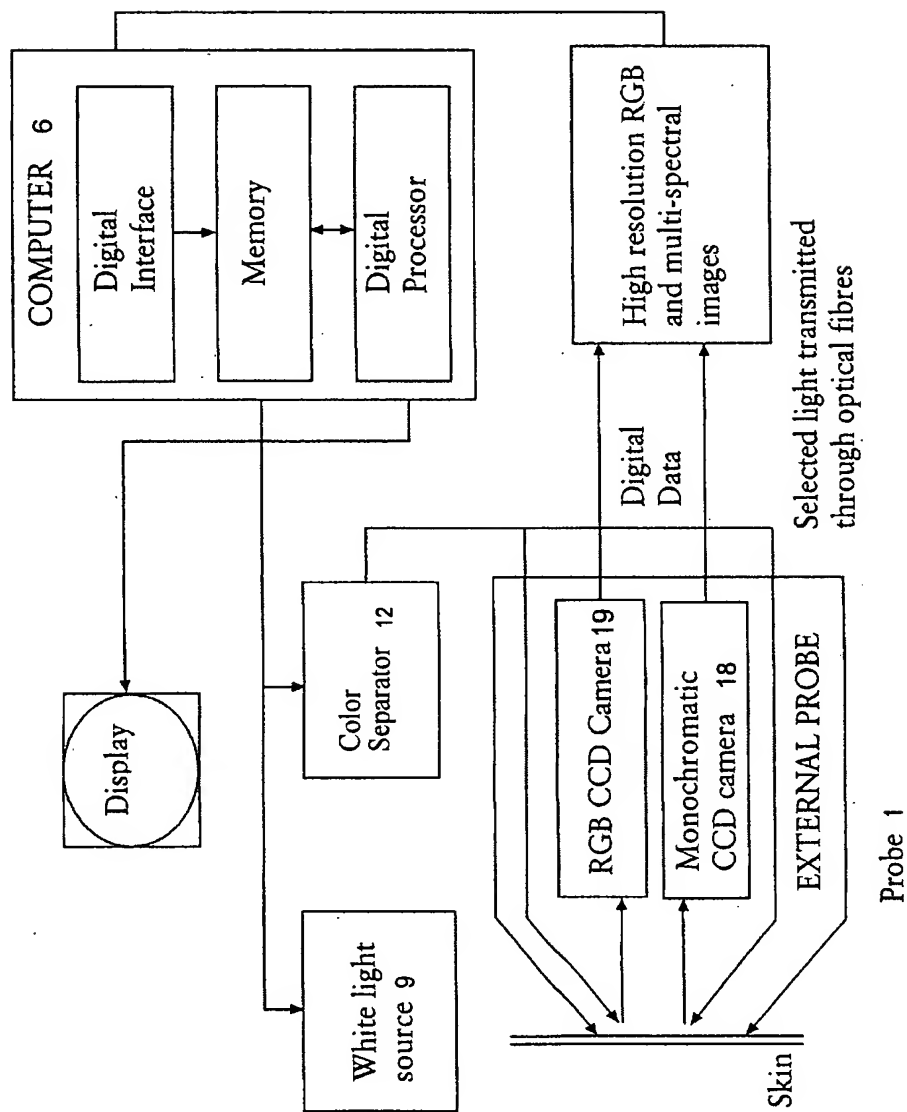 COMPUTER 6
Digital
Interface
Memory
Digital
Processor
High resolution RGB
and multi-spectral
images
Display
Color
Separator 12
White light
source 9
Digital
Data
Selected light transmitted
through optical fibres
RGB CCD Camera 19
Monochromatic
CCD camera 18
EXTERNAL PROBE
Probe 1
Skin